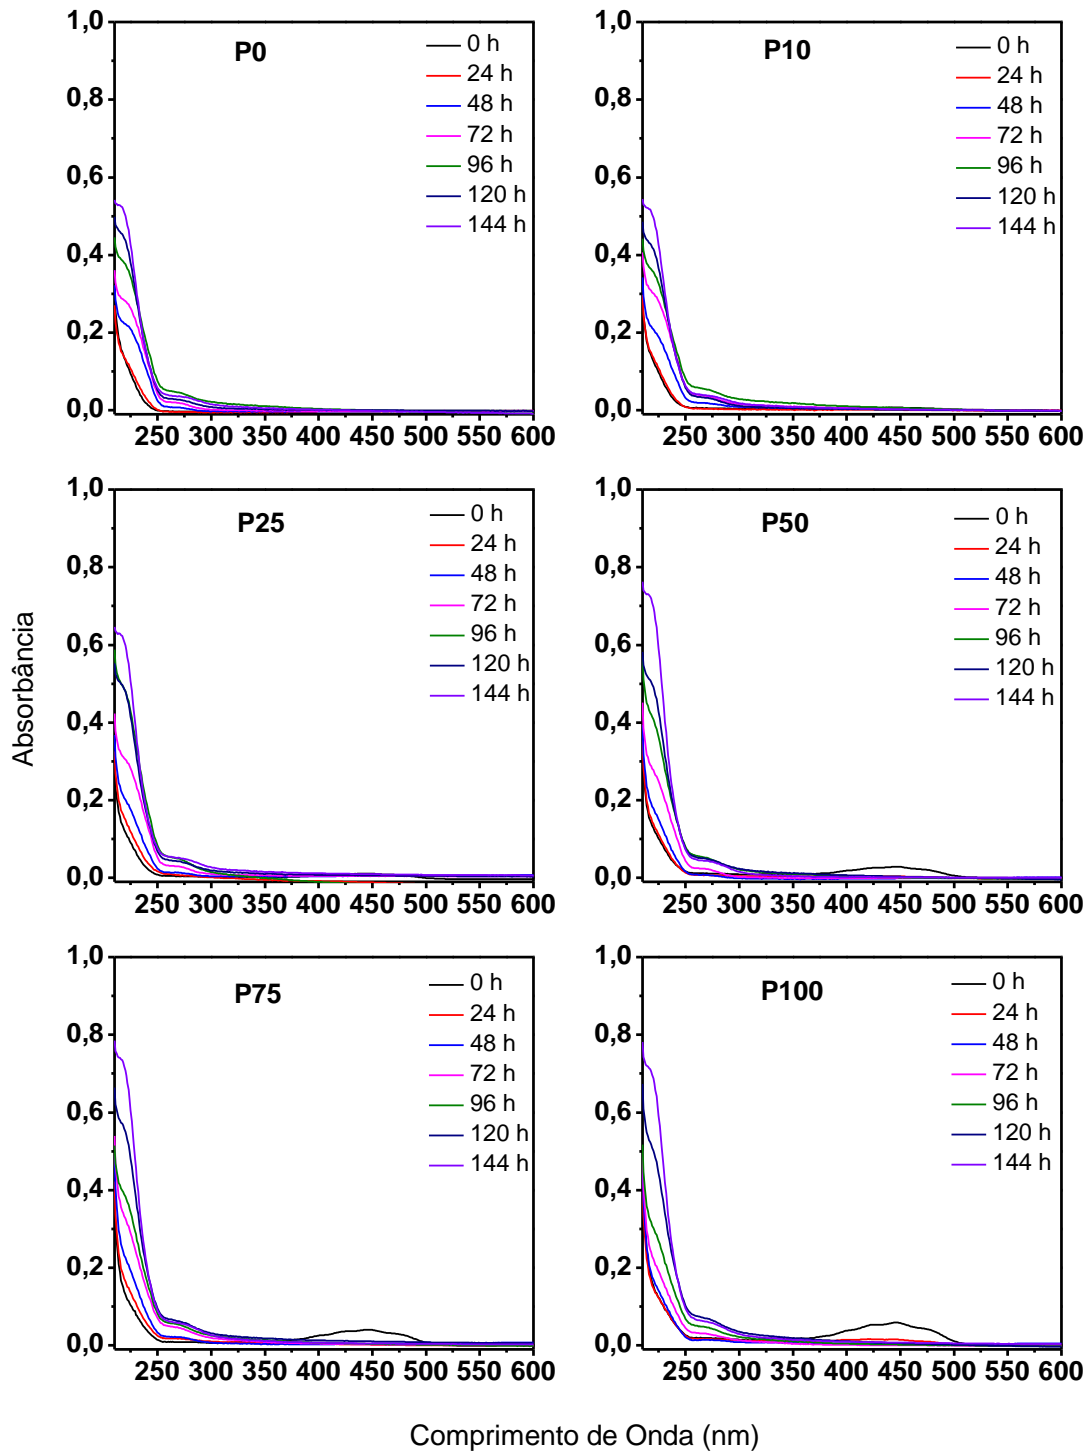 1,0
0,8
0,6
0,4
0,2
0,0
250 300 350 400 450 500 550 600
P0
0 h
24 h
48 h
72 h
96 h
120 h
144 h
1,0
0,8
0,6
0,4
0,2
0,0
250 300 350 400 450 500 550 600
P10
0 h
24 h
48 h
72 h
96 h
120 h
144 h
Absorbância
1,0
0,8
0,6
0,4
0,2
0,0
250 300 350 400 450 500 550 600
P25
0 h
24 h
48 h
72 h
96 h
120 h
144 h
1,0
0,8
0,6
0,4
0,2
0,0
250 300 350 400 450 500 550 600
P50
0 h
24 h
48 h
72 h
96 h
120 h
144 h
1,0
0,8
0,6
0,4
0,2
0,0
250 300 350 400 450 500 550 600
P75
0 h
24 h
48 h
72 h
96 h
120 h
144 h
1,0
0,8
0,6
0,4
0,2
0,0
250 300 350 400 450 500 550 600
P100
0 h
24 h
48 h
72 h
96 h
120 h
144 h
Comprimento de Onda (nm)